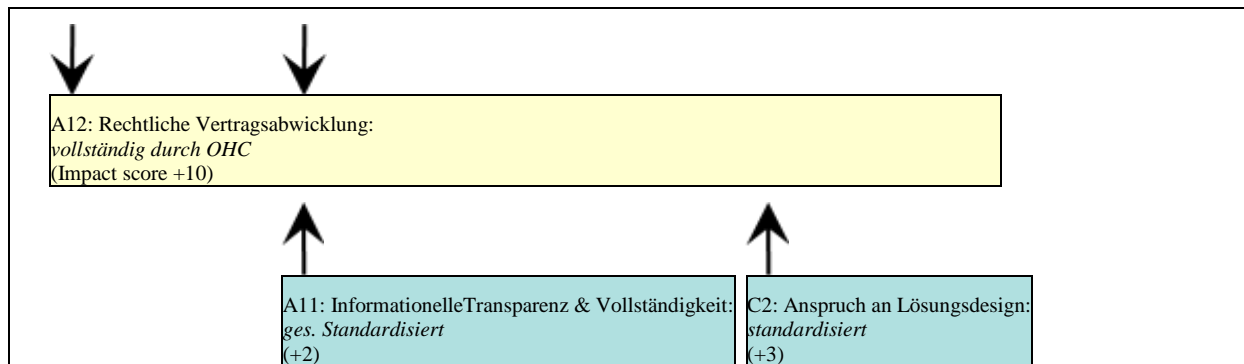 A12: Rechtliche Vertragsabwicklung:
vollständig durch OHC
(Impact score +10)
A11: InformationelleTransparenz & Vollständigkeit:
ges. Standardisiert
(+2)
C2: Anspruch an Lösungsdesign:
standardisiert
(+3)